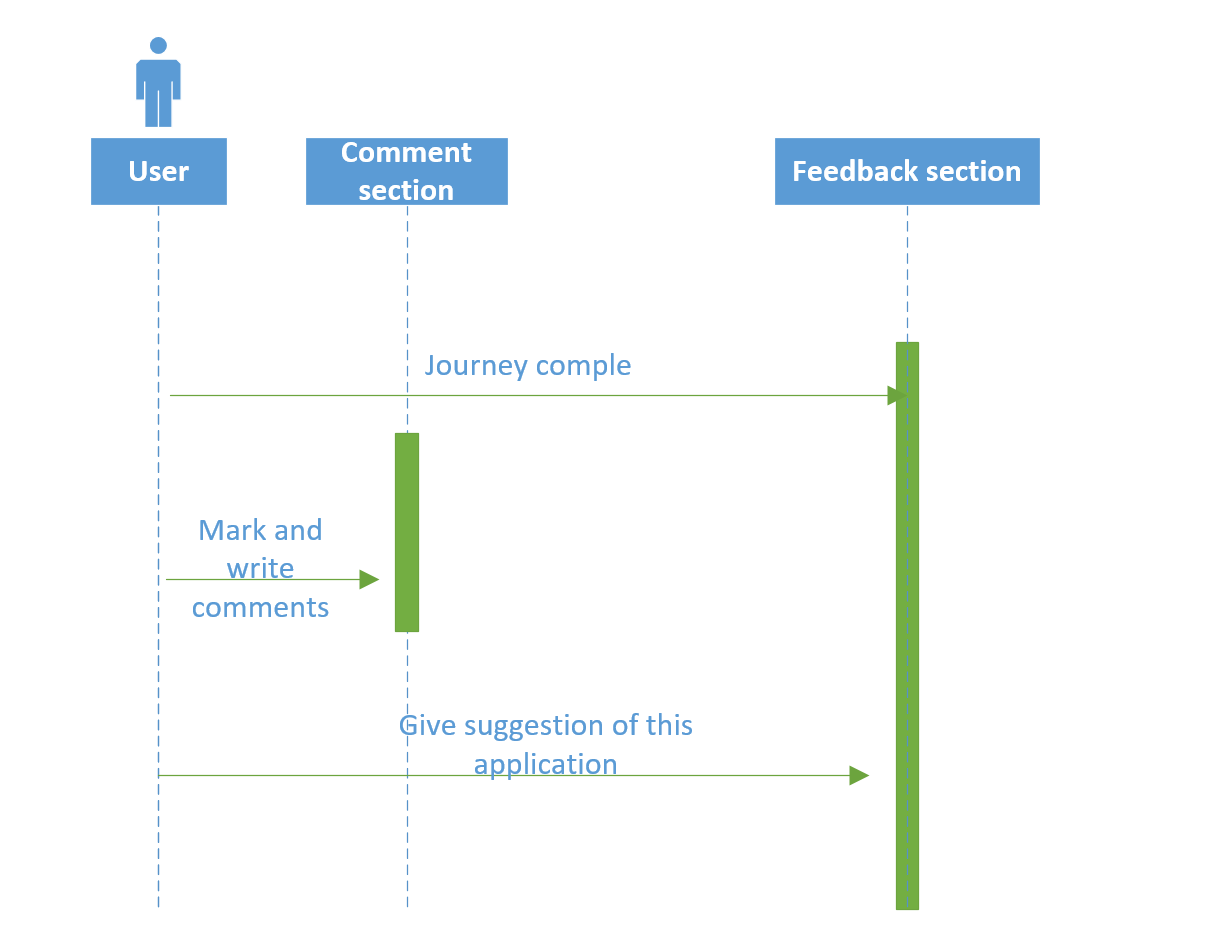 User
Comment
section
Feedback section
Journey comple
Mark and
write
comments
Give suggestion of this
application